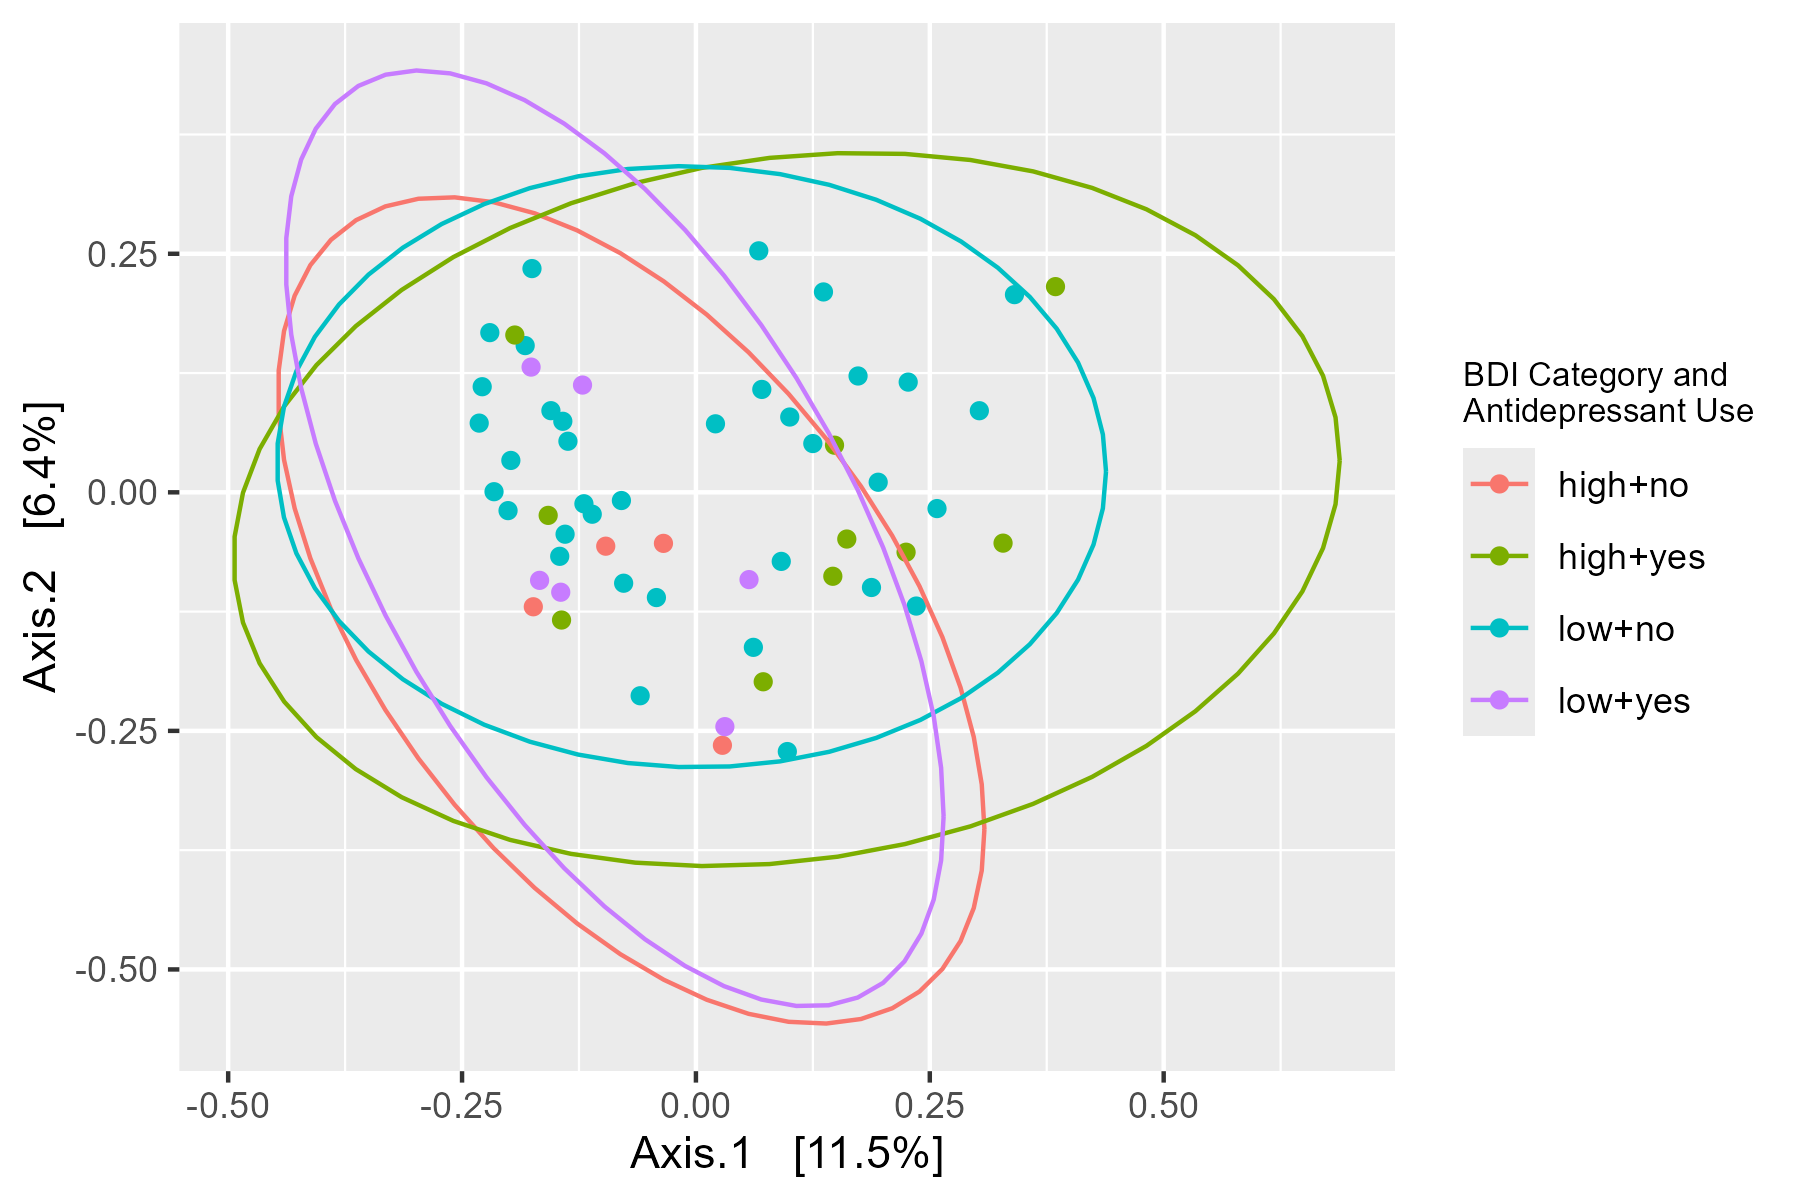 0.25
0.00
-0.25
-0.50
Axis.2 [6.4%]
-0.50 -0.25 0.00 0.25 0.50
Axis.1 [11.5%]
BDI Category and
Antidepressant Use
high+no
high+yes
low+no
low+yes